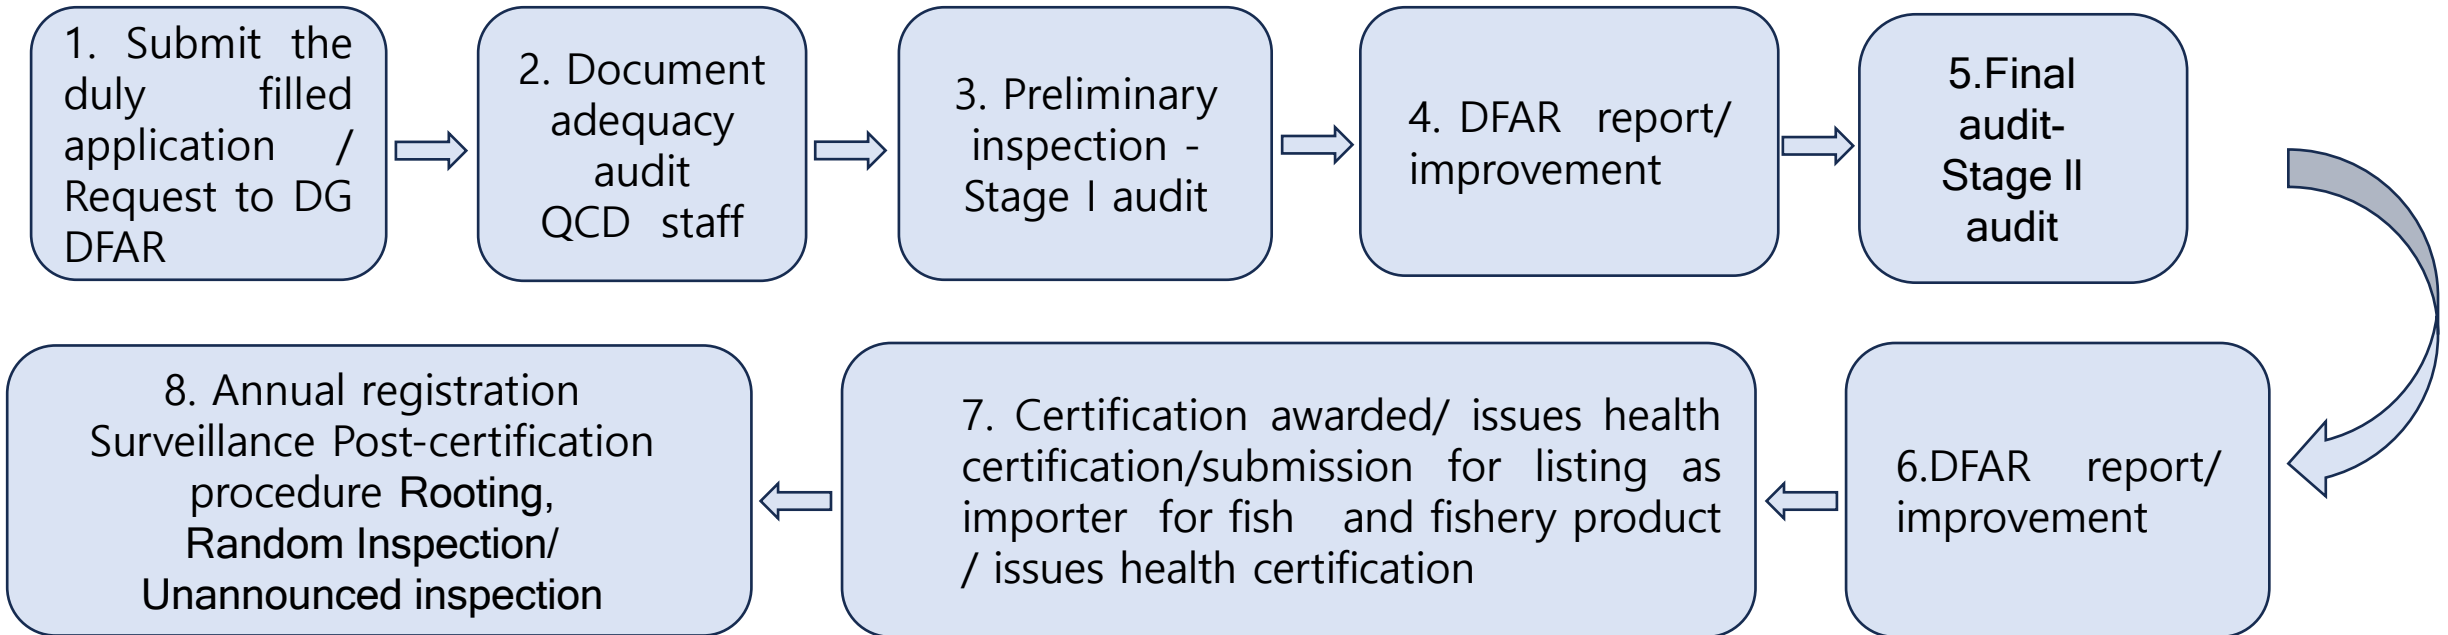 1. Submit the
duly filled
application /
Request to DG
DFAR
2. Document
adequacy
audit
QCD staff
3. Preliminary
inspection -
Stage I audit
4. DFAR report/
improvement
5.Final
audit-
Stage II
audit
6.DFAR report/
improvement
7. Certification awarded/ issues health
certification/submission for listing as
importer for fish and fishery product
/ issues health certification
8. Annual registration
Surveillance Post-certification
procedure Rooting,
Random Inspection/
Unannounced inspection